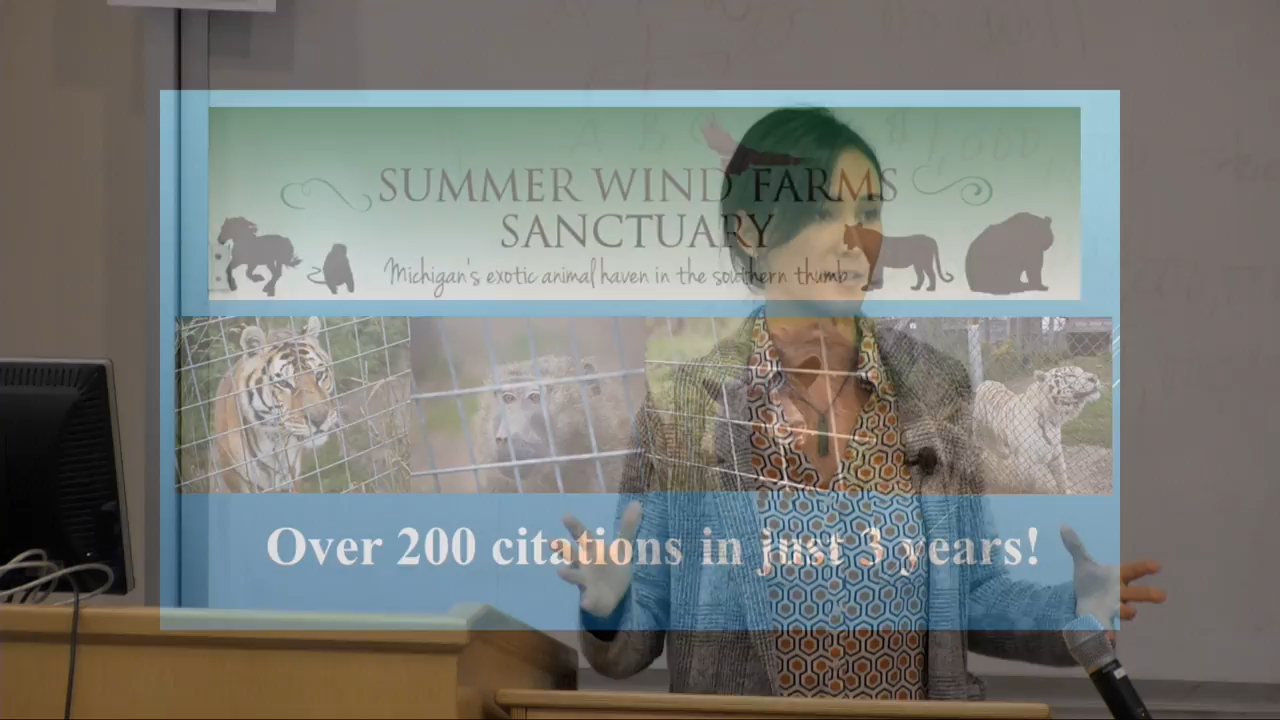 SUMMER WIND FARMS
SANCTUARY
Michigan's exotic animal haven in the southern thumb
Over 200 citations in just 3 years!